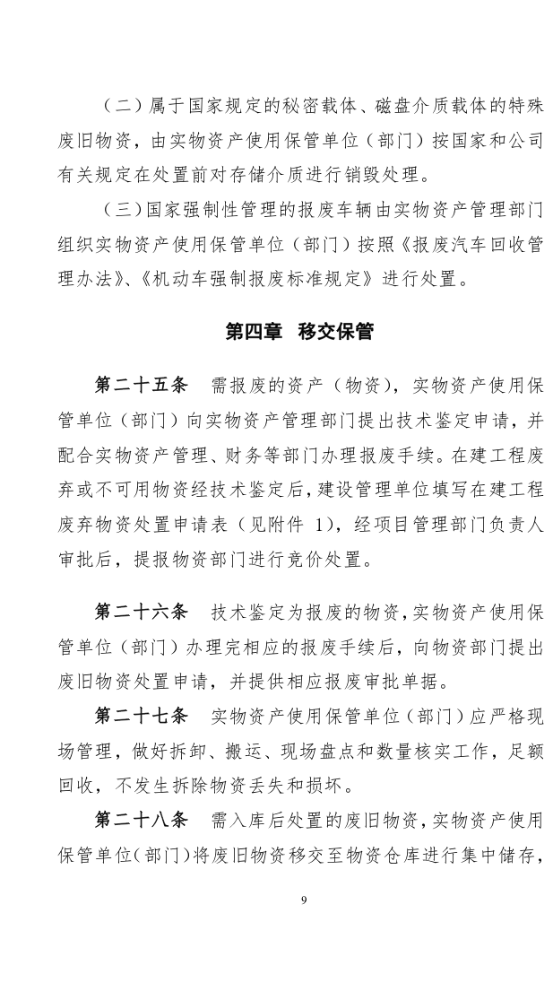 （二）属于国家规定的秘密载体、磁盘介质载体的特殊
废旧物资，由实物资产使用保管单位（部门）按国家和公司
有关规定在处置前对存储介质进行销毁处理。
（三）国家强制性管理的报废车辆由实物资产管理部门
组织实物资产使用保管单位（部门）按照《报废汽车回收管
理办法》、《机动车强制报废标准规定》进行处置。
第四章 移交保管
第二十五条 需报废的资产（物资），实物资产使用保
管单位（部门）向实物资产管理部门提出技术鉴定申请，并
配合实物资产管理、财务等部门办理报废手续。在建工程废
弃或不可用物资经技术鉴定后，建设管理单位填写在建工程
废弃物资处置申请表（见附件 1），经项目管理部门负责人
审批后，提报物资部门进行竞价处置。
第二十六条 技术鉴定为报废的物资，实物资产使用保
管单位（部门）办理完相应的报废手续后，向物资部门提出
废旧物资处置申请，并提供相应报废审批单据。
第二十七条 实物资产使用保管单位（部门）应严格现
场管理，做好拆卸、搬运、现场盘点和数量核实工作，足额
回收，不发生拆除物资丢失和损坏。
第二十八条 需入库后处置的废旧物资，实物资产使用
保管单位（部门）将废旧物资移交至物资仓库进行集中储存，
9